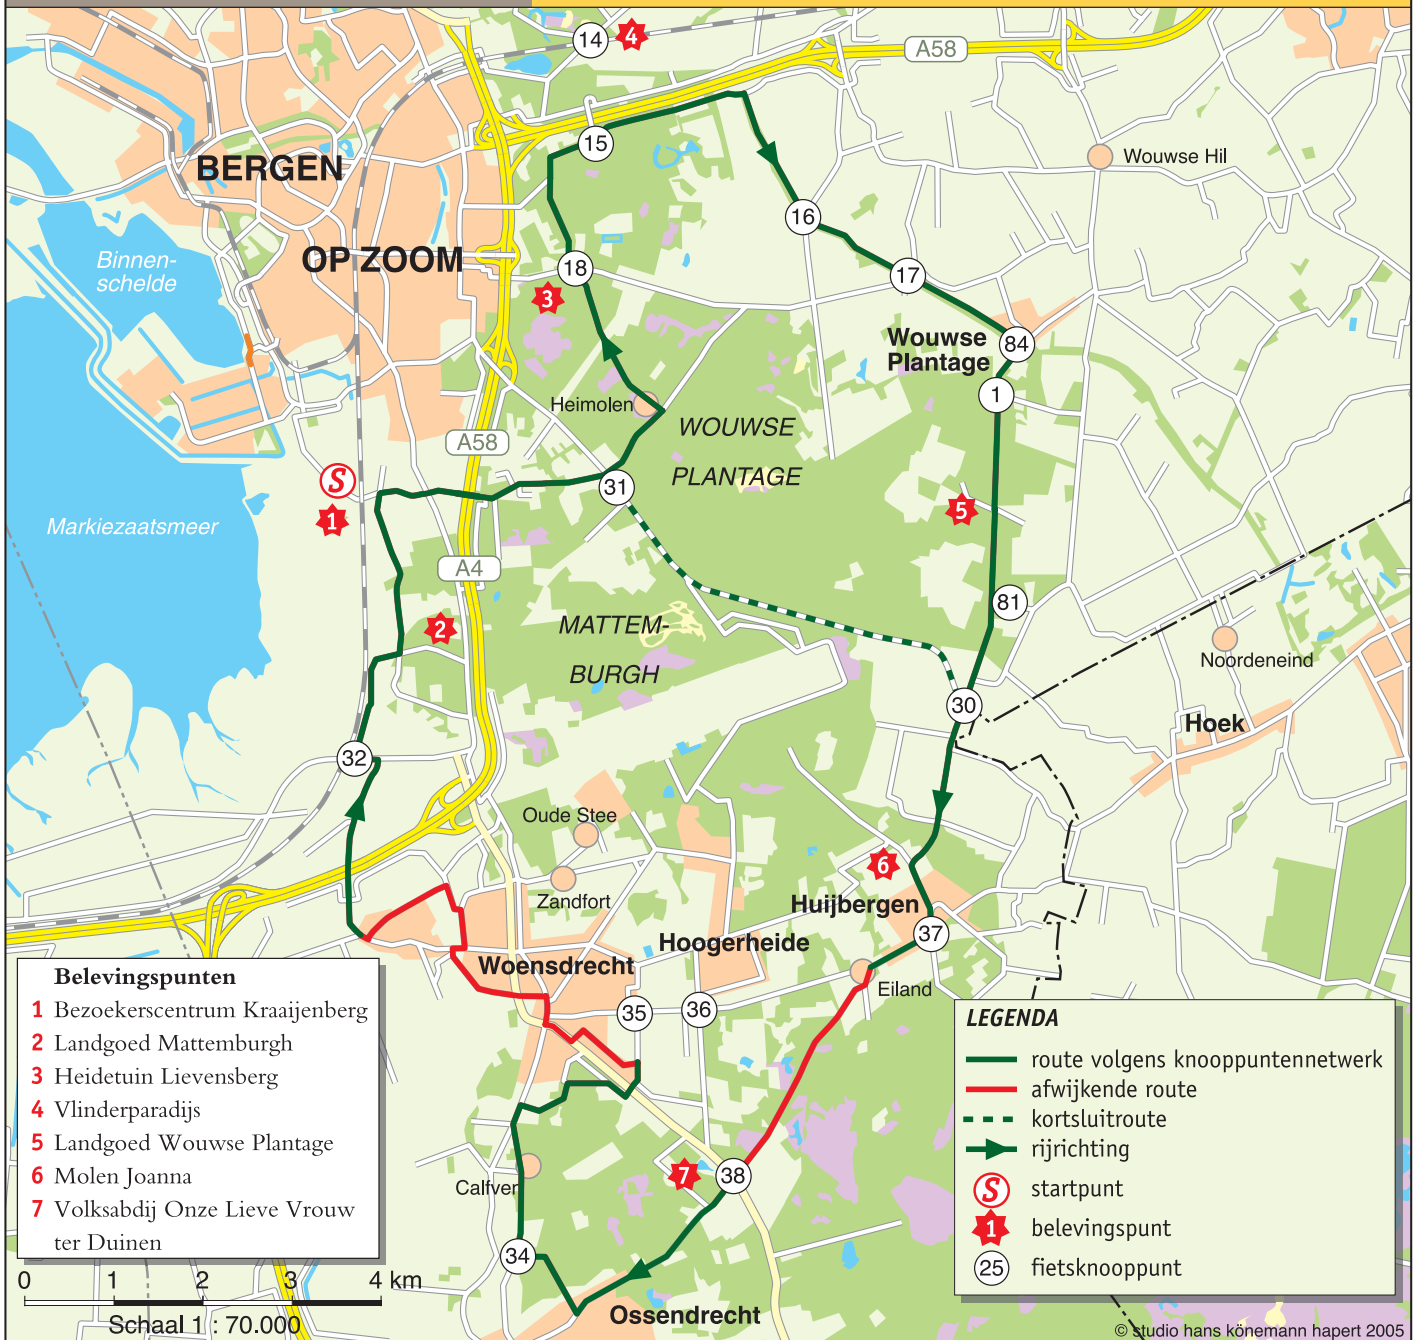 14
4
A58
15
BERGEN
Wouwse Hil
16
OP ZOOM
Binnen-
schelde
18
17
3
Wouwse
Plantage
84
1
Heimolen
WOUWSE
A58
PLANTAGE
S
31
5
Markiezaatsmeer
1
A4
81
2
MATTEM-
BURGH
Noordeneind
30
Hoek
32
Oude Stee
6
Zandfort
Huijbergen
37
Hoogerheide
Woensdrecht
Eiland
35
36
7
38
Calfven
34
Ossendrecht
Belevingspunten
1 Bezoekerscentrum Kraaijenberg
2 Landgoed Mattemburgh
3 Heidetuin Lievensberg
4 Vlinderparadijs
5 Landgoed Wouwse Plantage
6 Molen Joanna
7 Volksabdij Onze Lieve Vrouw
ter Duinen
0 1 2 3 4 km
Schaal 1 : 70.000
LEGENDA
route volgens knooppuntennetwerk
afwijkende route
kortsluitroute
rijrichting
S startpunt
1 belevingspunt
25 fietsknooppunt
© studio hans könemann hapert 2005